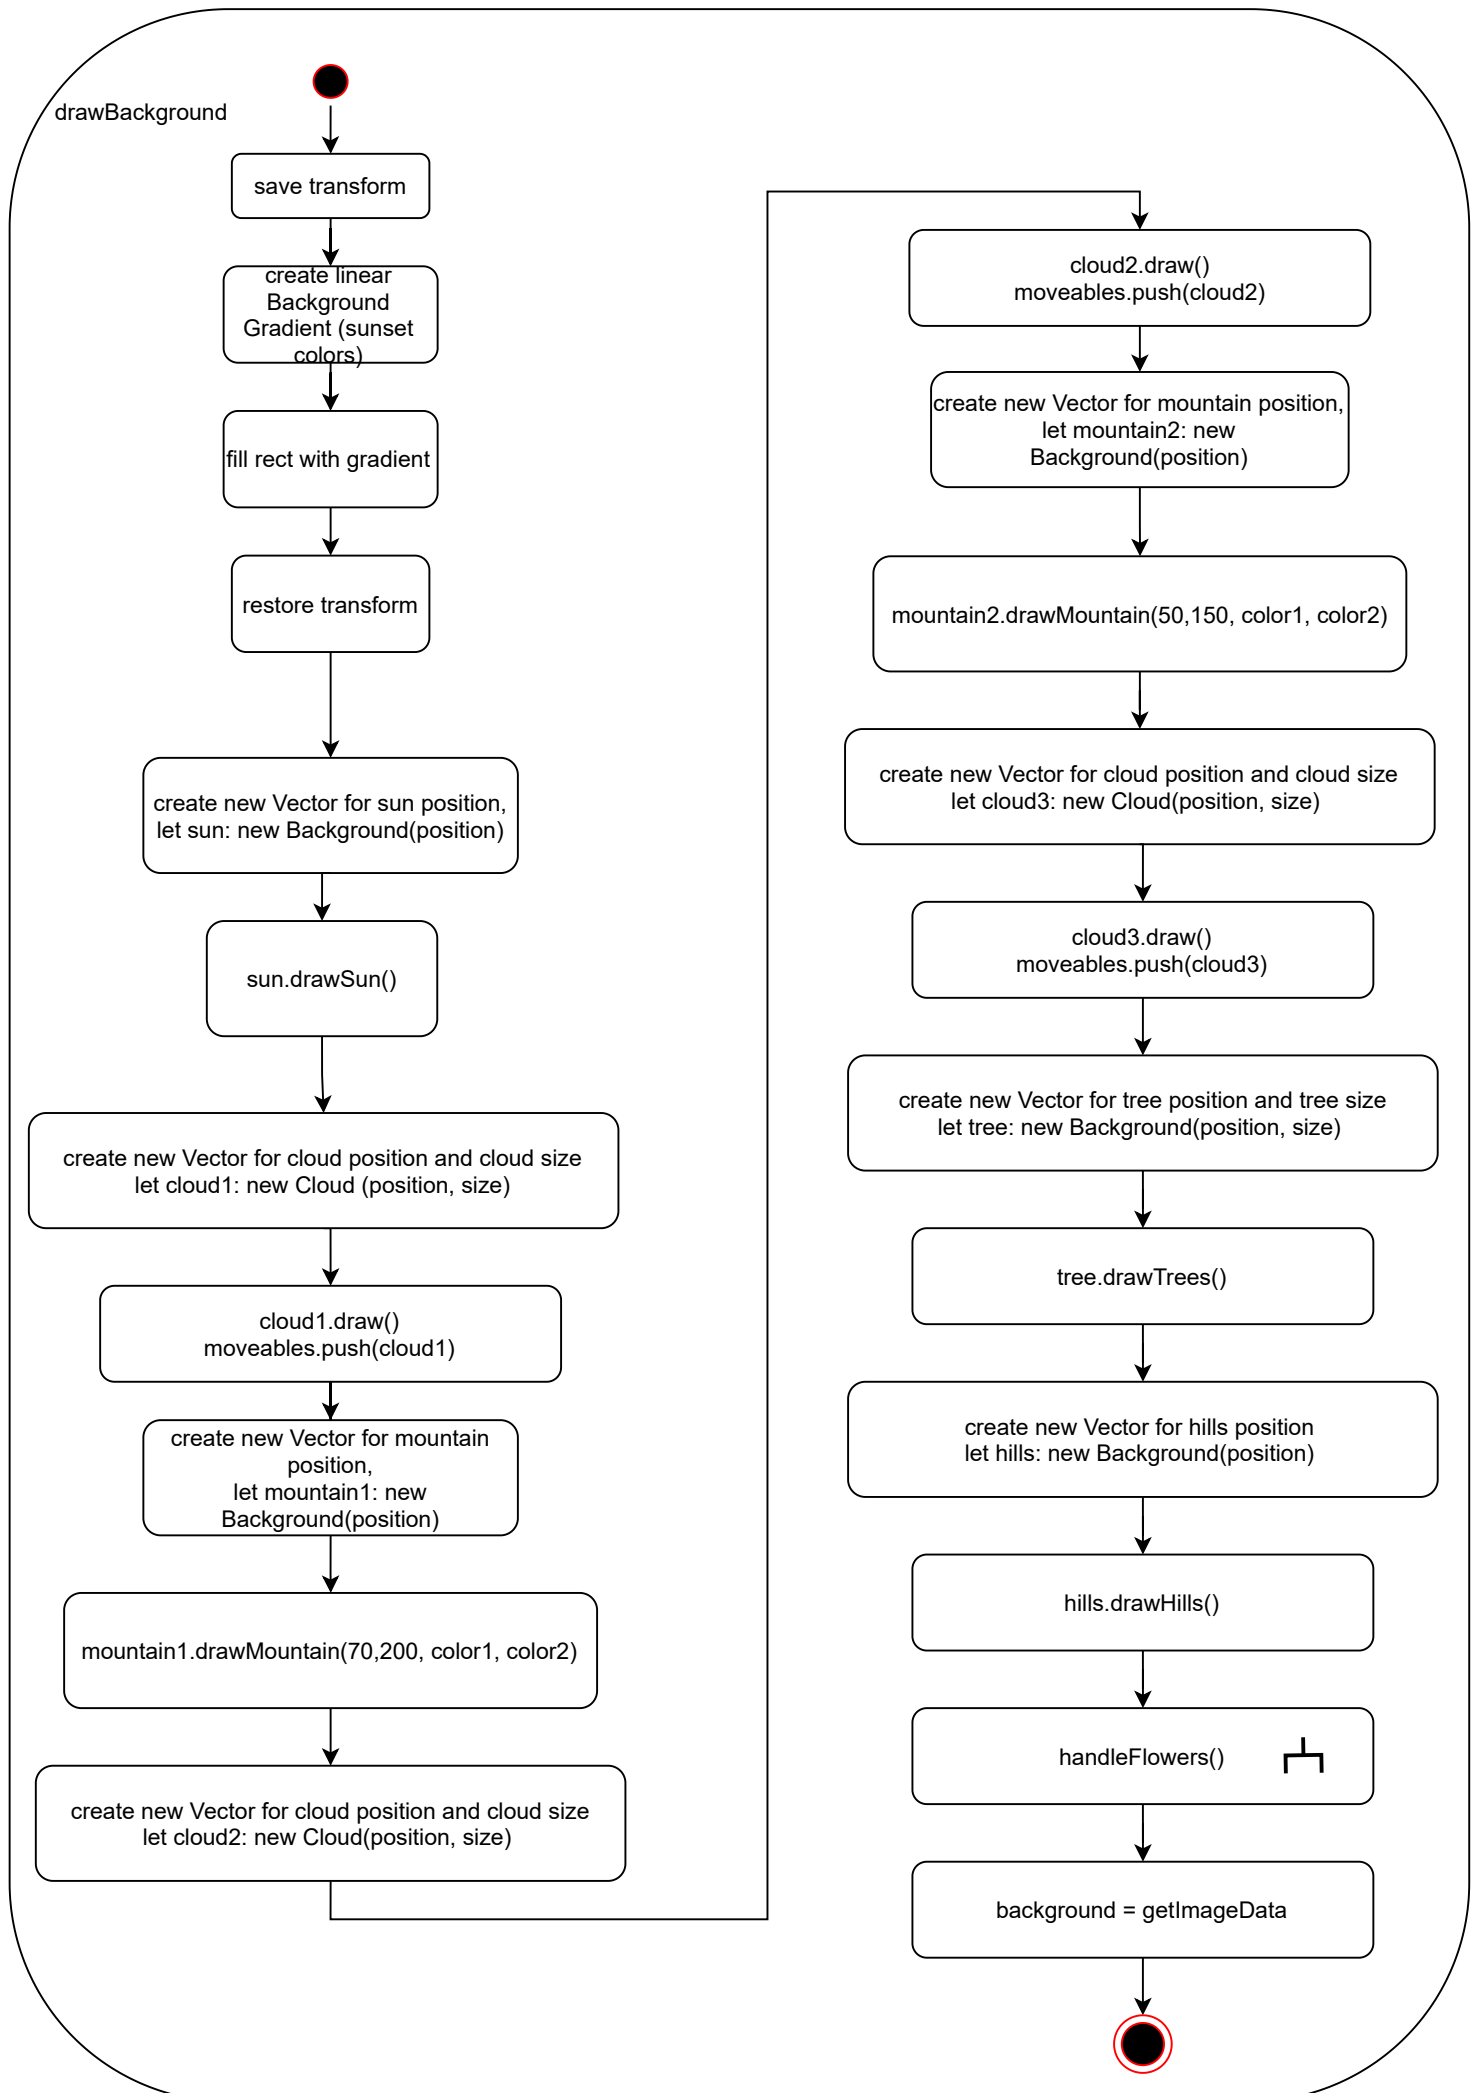 drawBackground
save transform
create linear
Background
Gradient (sunset
colors)
fill rect with gradient
restore transform
create new Vector for sun position,
let sun: new Background(position)
sun.drawSun()
create new Vector for cloud position and cloud size
let cloud1: new Cloud (position, size)
cloud1.draw()
moveables.push(cloud1)
create new Vector for mountain
position,
let mountain1: new
Background(position)
mountain1.drawMountain(70,200, color1, color2)
create new Vector for cloud position and cloud size
let cloud2: new Cloud(position, size)
cloud2.draw()
moveables.push(cloud2)
create new Vector for mountain position,
let mountain2: new
Background(position)
mountain2.drawMountain(50,150, color1, color2)
create new Vector for cloud position and cloud size
let cloud3: new Cloud(position, size)
cloud3.draw()
moveables.push(cloud3)
create new Vector for tree position and tree size
let tree: new Background(position, size)
tree.drawTrees()
create new Vector for hills position
let hills: new Background(position)
hills.drawHills()
handleFlowers()
background = getImageData